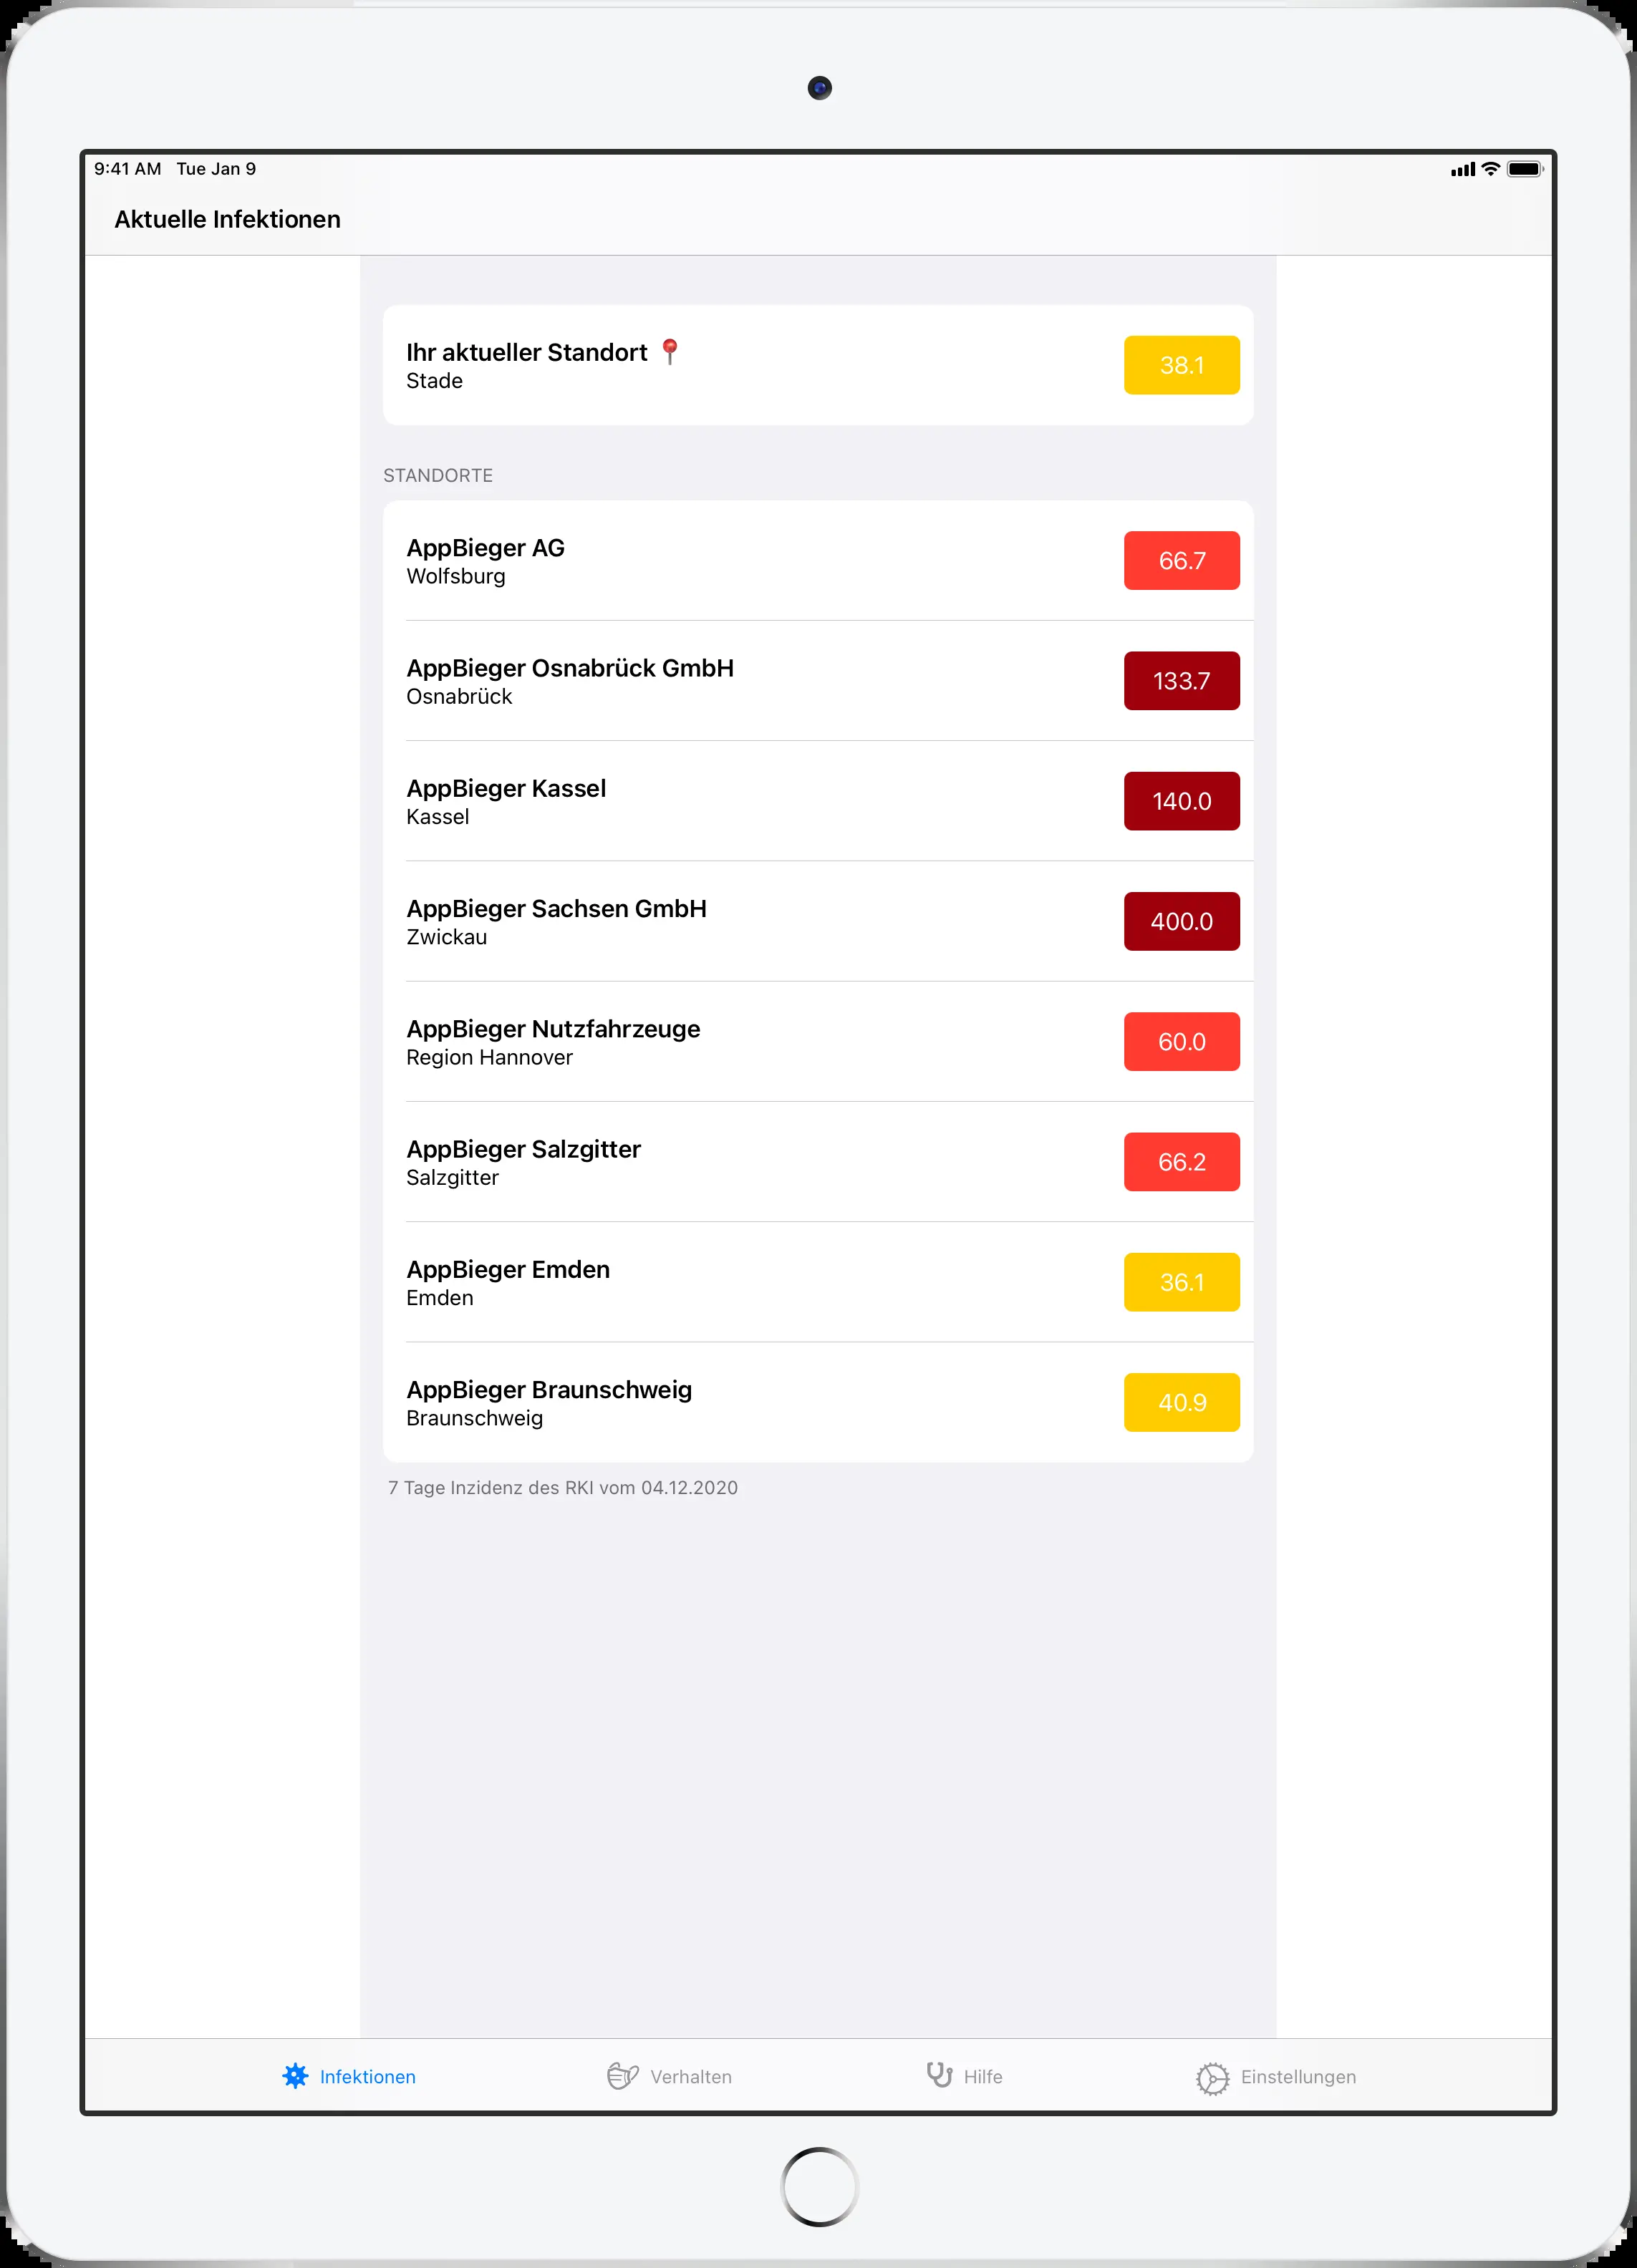 9:41 AM Tue Jan 9
Aktuelle Infektionen
Ihr aktueller Standort
Stade
38.1
STANDORTE
AppBieger AG
Wolfsburg
66.7
AppBieger Osnabrück GmbH
Osnabrück
133.7
AppBieger Kassel
Kassel
140.0
AppBieger Sachsen GmbH
Zwickau
400.0
AppBieger Nutzfahrzeuge
Region Hannover
60.0
AppBieger Salzgitter
Salzgitter
66.2
AppBieger Emden
Emden
36.1
AppBieger Braunschweig
Braunschweig
40.9
7 Tage Inzidenz des RKI vom 04.12.2020
Infektionen
Verhalten
Hilfe
Einstellungen